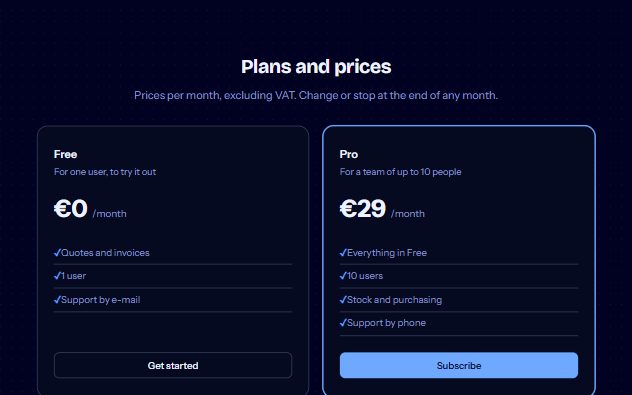 Plans and prices
Prices per month, excluding VAT. Change or stop at the end of any month.
Free
For one user, to try it out
€0 /month
✓Quotes and invoices
✓1 user
✓Support by e-mail
Get started
Pro
For a team of up to 10 people
€29 /month
✓Everything in Free
✓10 users
✓Stock and purchasing
✓Support by phone
Subscribe